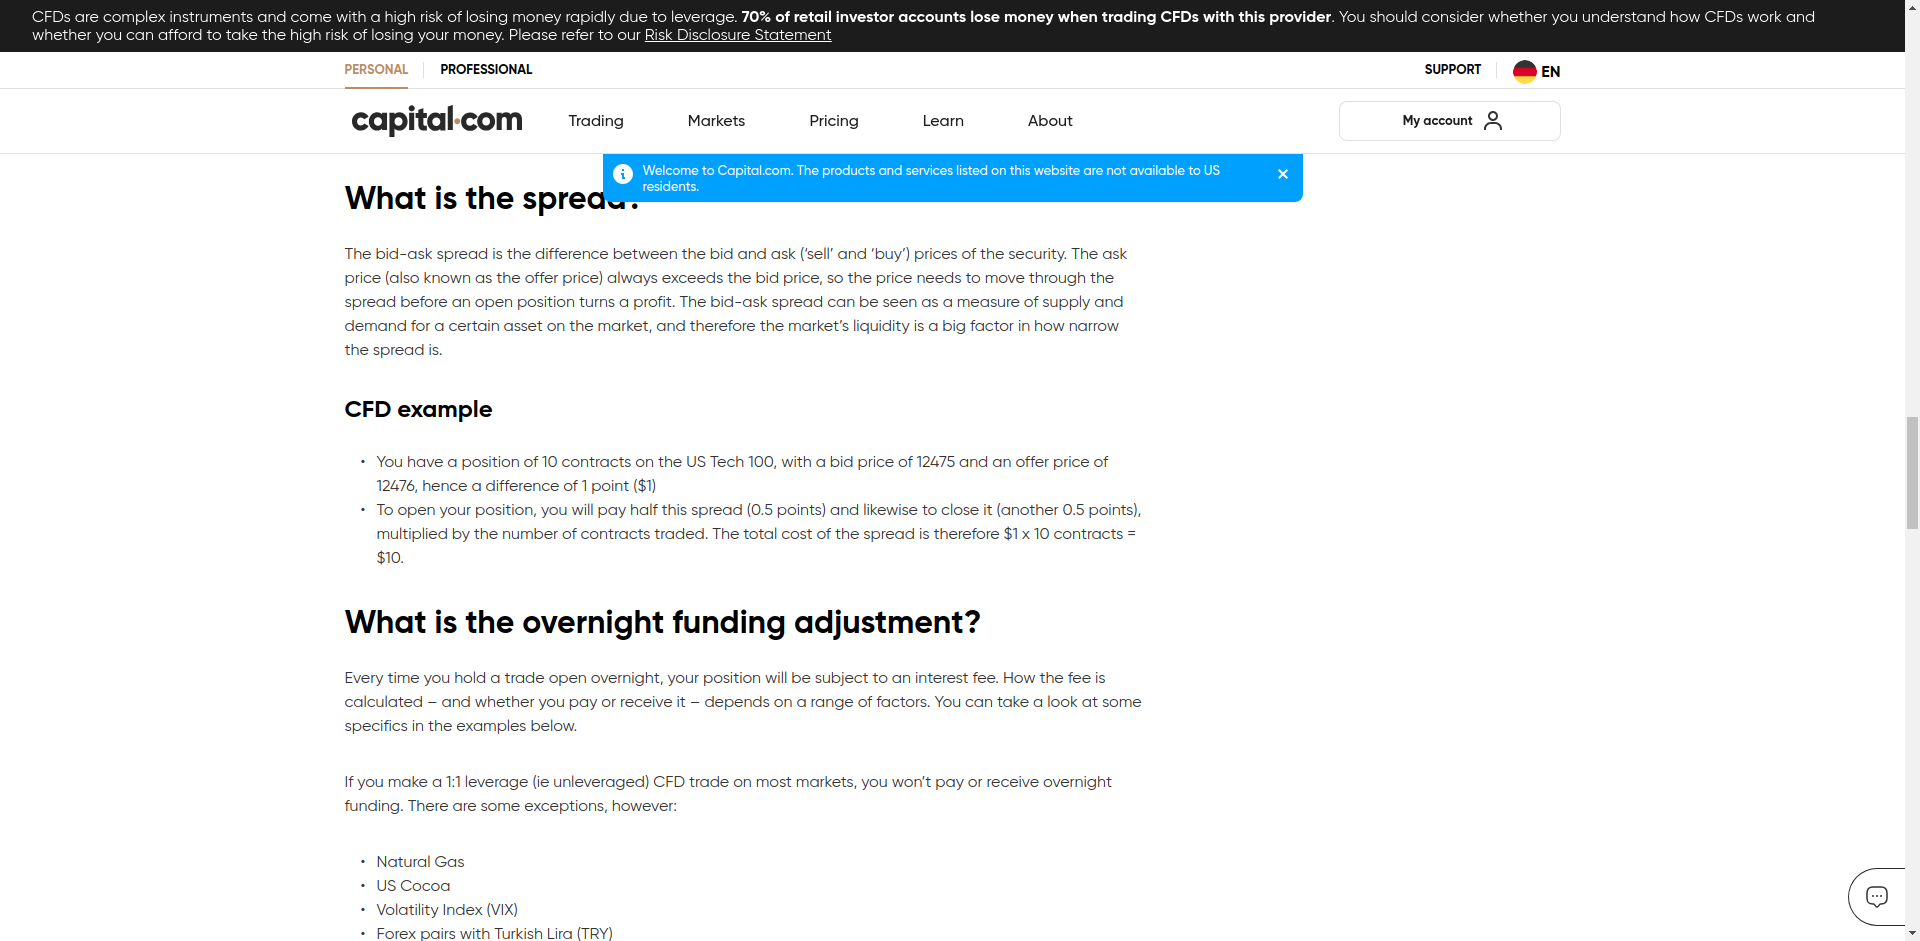 CFDs are complex instruments and come with a high risk of losing money rapidly due to leverage. 70% of retail investor accounts lose money when trading CFDs with this provider. You should consider whether you understand how CFDs work and
whether you can afford to take the high risk of losing your money. Please refer to our Risk Disclosure Statement
PERSONAL PROFESSIONAL SUPPORT EN
capital.com Trading Markets Pricing Learn About My account
Welcome to Capital.com. The products and services listed on this website are not available to US
residents.
What is the spread?
The bid-ask spread is the difference between the bid and ask (‘sell’ and ‘buy’) prices of the security. The ask
price (also known as the offer price) always exceeds the bid price, so the price needs to move through the
spread before an open position turns a profit. The bid-ask spread can be seen as a measure of supply and
demand for a certain asset on the market, and therefore the market’s liquidity is a big factor in how narrow
the spread is.
CFD example
• You have a position of 10 contracts on the US Tech 100, with a bid price of 12475 and an offer price of
12476, hence a difference of 1 point ($1)
• To open your position, you will pay half this spread (0.5 points) and likewise to close it (another 0.5 points),
multiplied by the number of contracts traded. The total cost of the spread is therefore $1 x 10 contracts =
$10.
What is the overnight funding adjustment?
Every time you hold a trade open overnight, your position will be subject to an interest fee. How the fee is
calculated – and whether you pay or receive it – depends on a range of factors. You can take a look at some
specifics in the examples below.
If you make a 1:1 leverage (ie unleveraged) CFD trade on most markets, you won’t pay or receive overnight
funding. There are some exceptions, however:
• Natural Gas
• US Cocoa
• Volatility Index (VIX)
• Forex pairs with Turkish Lira (TRY)